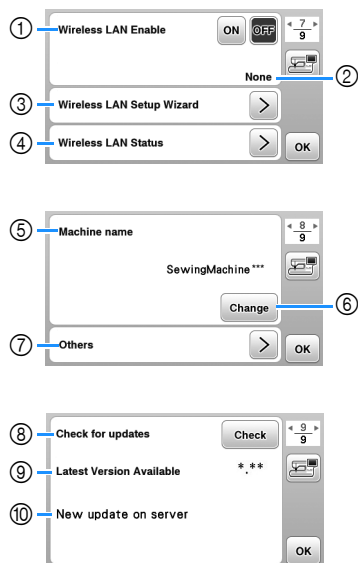 ① Wireless LAN Enable ON OFF 7
9
None ②
③ Wireless LAN Setup Wizard >
④ Wireless LAN Status > OK
⑤ Machine name 8
9
SewingMachine***
Change ⑥
⑦ Others > OK
⑧ Check for updates Check 9
9
⑨ Latest Version Available *.**
⑩ New update on server
OK